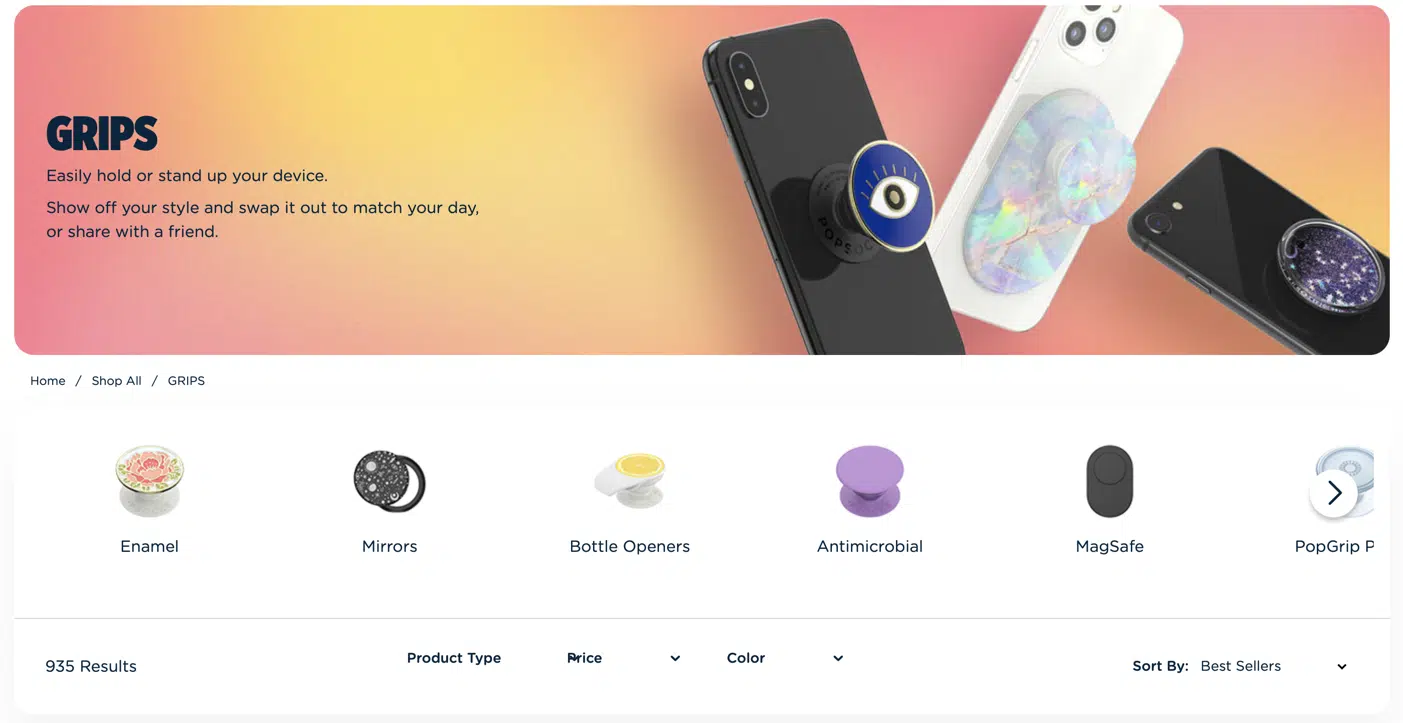 GRIPS
Easily hold or stand up your device.
Show off your style and swap it out to match your day,
or share with a friend.
Home / Shop All / GRIPS
Enamel
Mirrors
Bottle Openers
Antimicrobial
MagSafe
PopGrip P
935 Results
Product Type
Price
Color
Sort By: Best Sellers